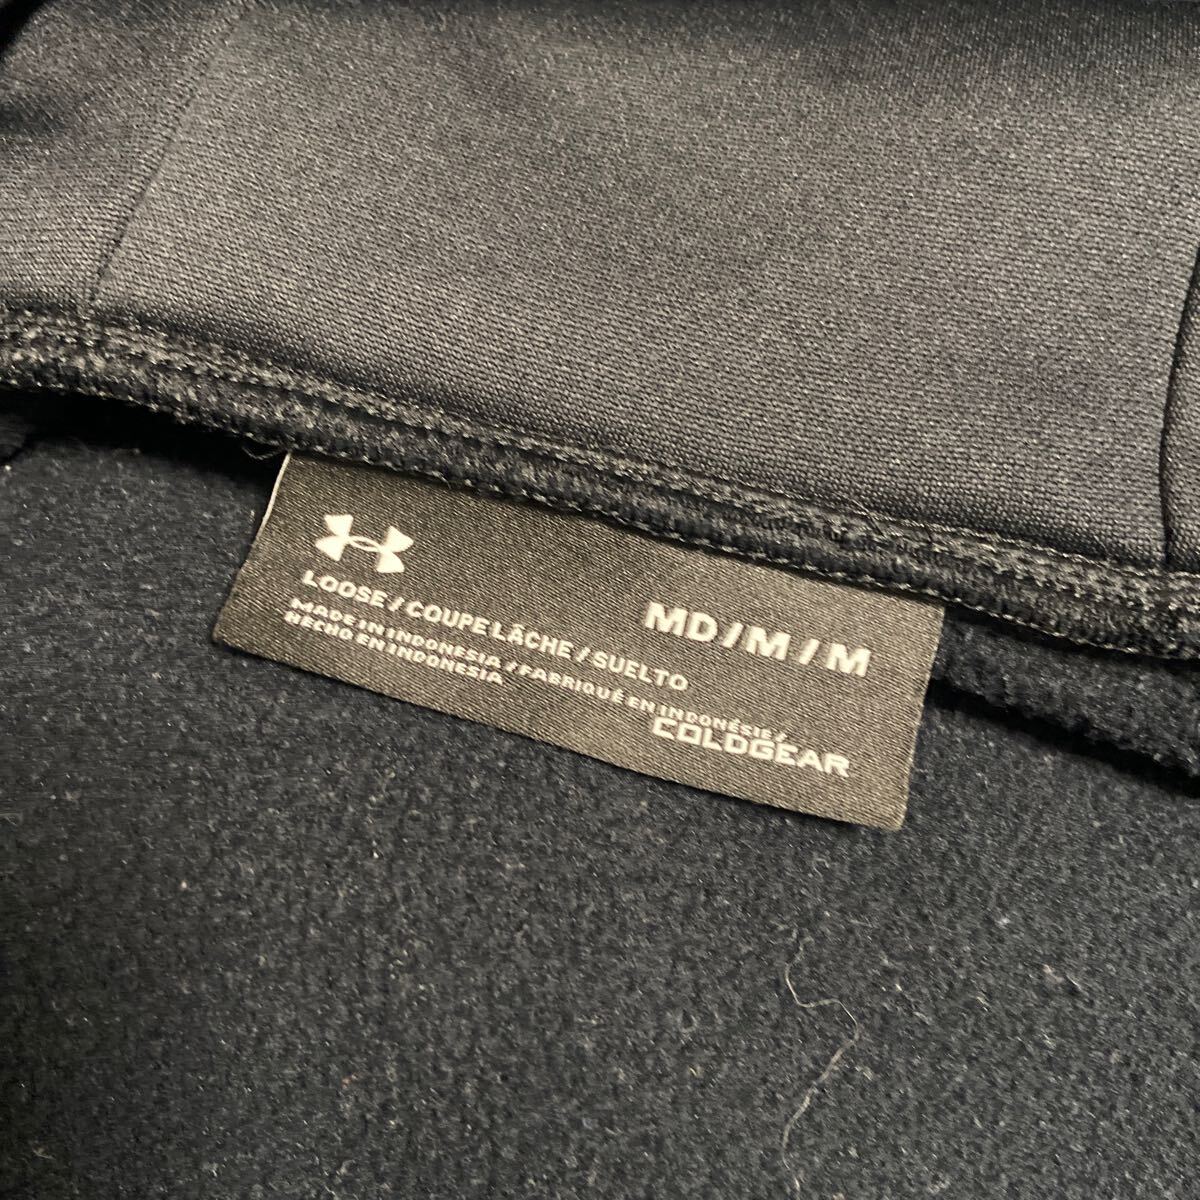 LOOSE / COUPE LÂCHE / SUELTO
MD / M / M
MADE IN INDONESIA / FABRIQUÉ EN INDONÉSIE /
HECHO EN INDONESIA
COLDGEAR